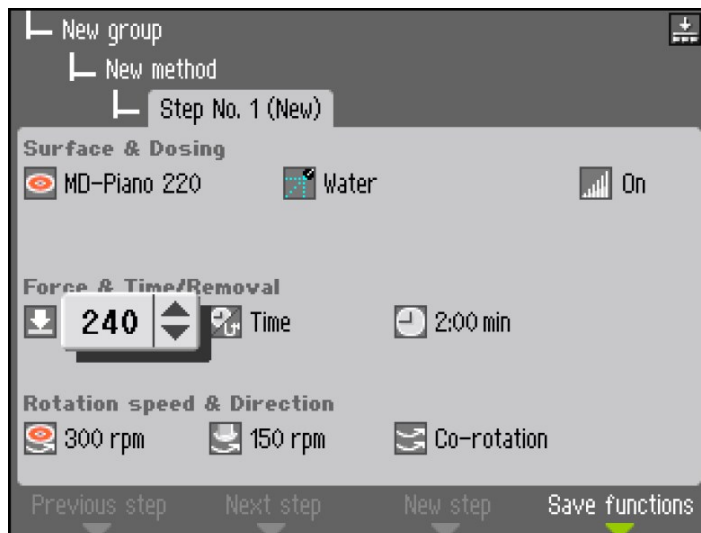 New group
New method
Step No. 1 (New)
Surface & Dosing
MD-Piano 220 Water On
Force & Time/Removal
240 Time 2:00 min
Rotation speed & Direction
300 rpm 150 rpm Co-rotation
Previous step Next step New step Save functions